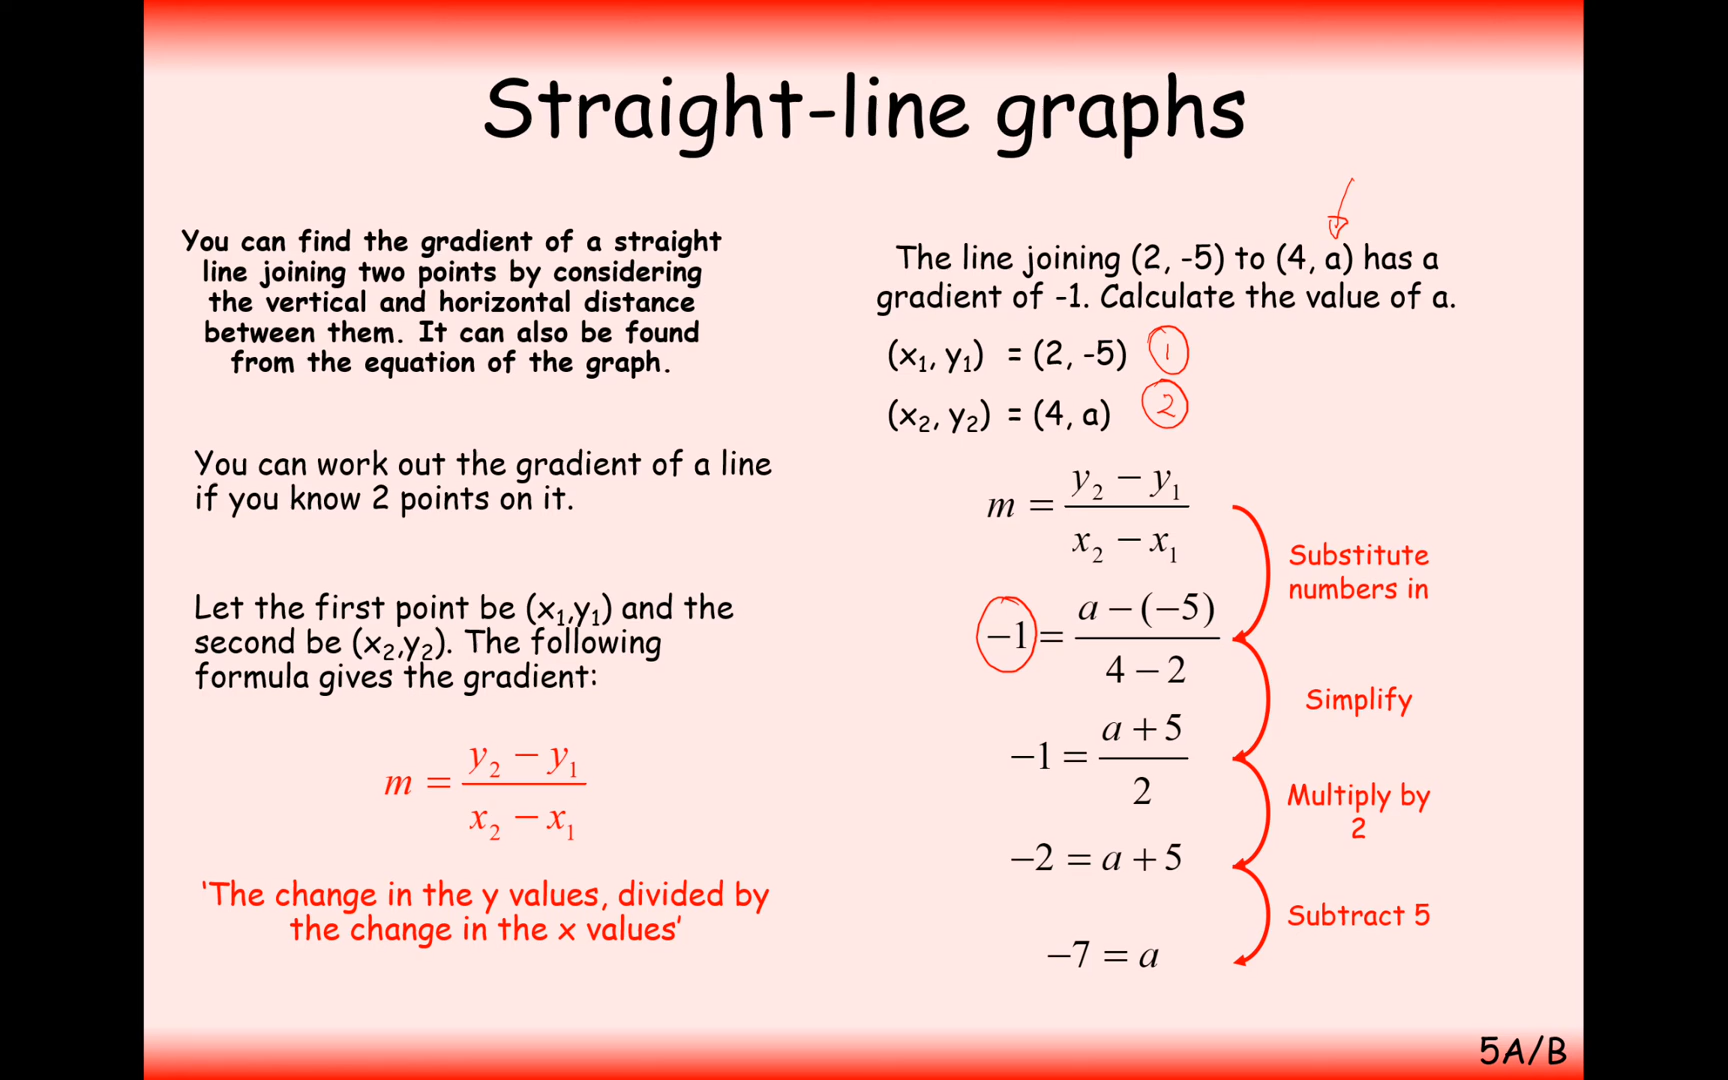 Straight-line graphs
You can find the gradient of a straight
line joining two points by considering
the vertical and horizontal distance
between them. It can also be found
from the equation of the graph.
You can work out the gradient of a line
if you know 2 points on it.
Let the first point be (x₁,y₁) and the
second be (x₂,y₂). The following
formula gives the gradient:
m = (y₂ − y₁) / (x₂ − x₁)
‘The change in the y values, divided by
the change in the x values’
The line joining (2, -5) to (4, a) has a
gradient of -1. Calculate the value of a.
(x₁, y₁) = (2, -5) 1
(x₂, y₂) = (4, a) 2
m = (y₂ − y₁) / (x₂ − x₁)
Substitute
numbers in
−1 = (a − (−5)) / (4 − 2)
Simplify
−1 = (a + 5) / 2
Multiply by
2
−2 = a + 5
Subtract 5
−7 = a
5A/B